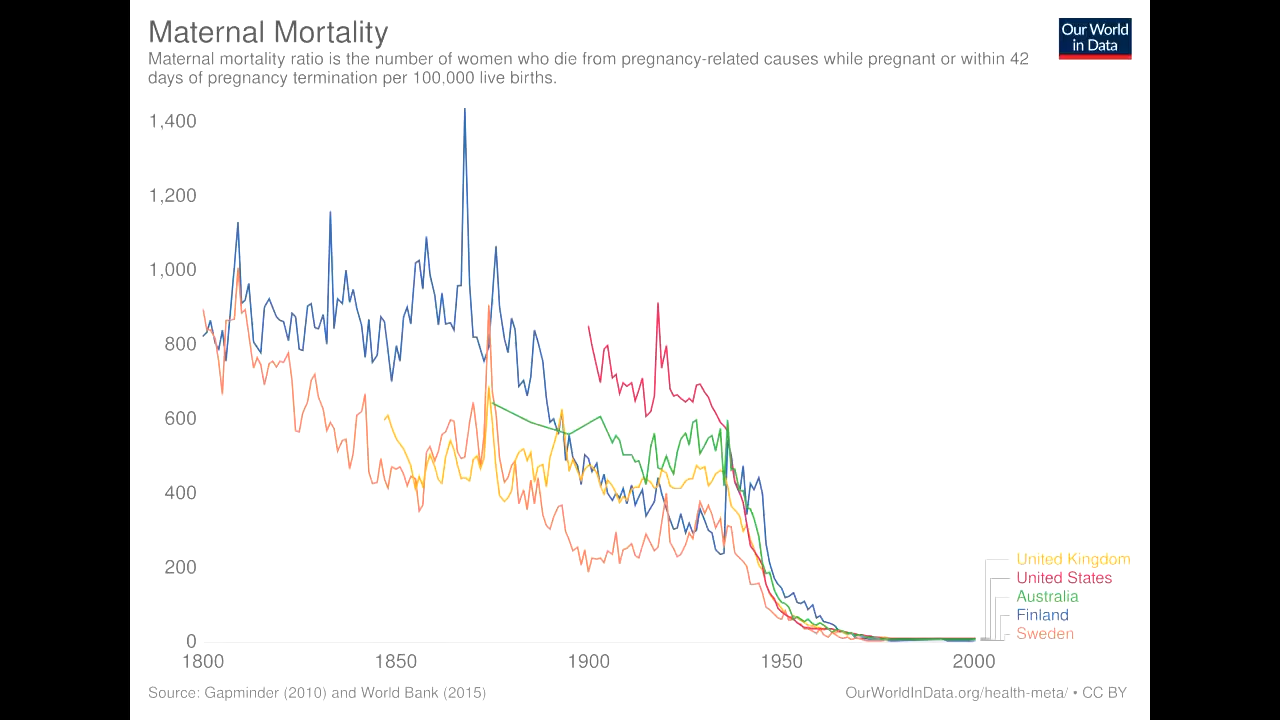 Maternal Mortality
Our World
in Data
Maternal mortality ratio is the number of women who die from pregnancy-related causes while pregnant or within 42
days of pregnancy termination per 100,000 live births.
1,400
1,200
1,000
800
600
400
200
0
United Kingdom
United States
Australia
Finland
Sweden
1800
1850
1900
1950
2000
Source: Gapminder (2010) and World Bank (2015)
OurWorldInData.org/health-meta/ • CC BY